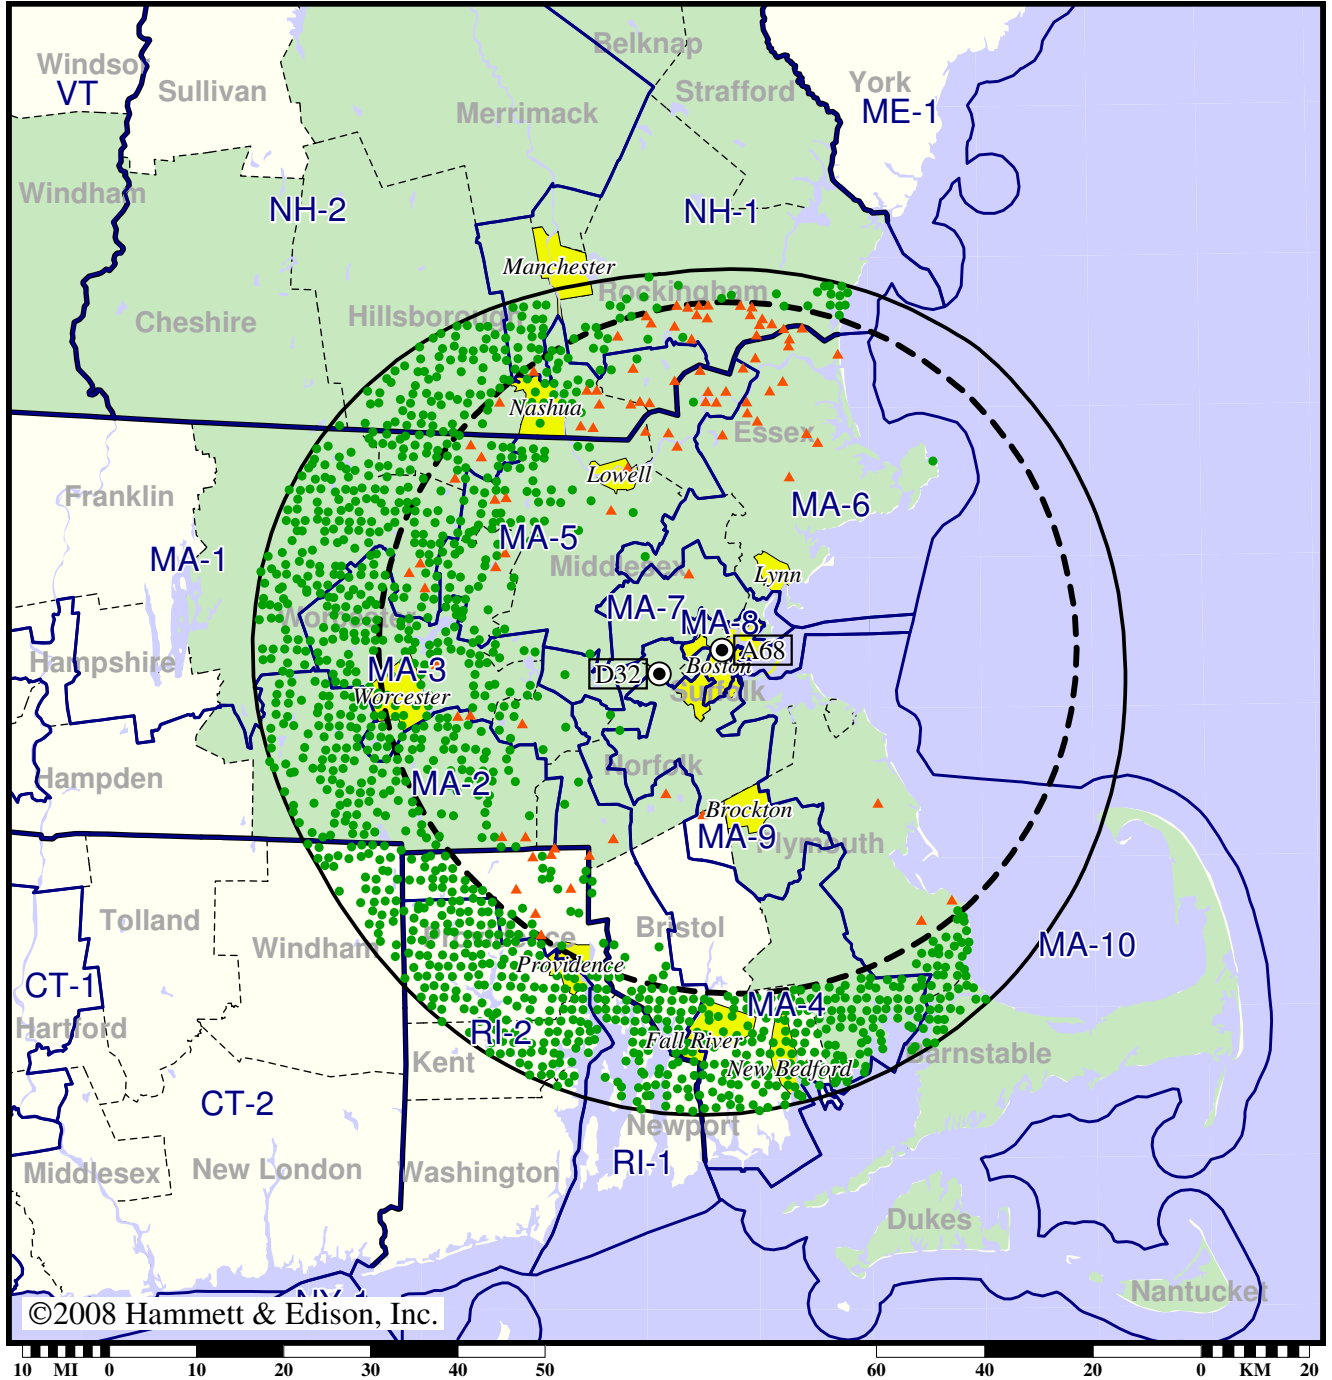 Belknap
Windsor
VT
Sullivan
York
Strafford
ME-1
Merrimack
Windham
NH-2
NH-1
Manchester
Rockingham
Cheshire
Hillsborough
Nashua
Essex
Lowell
Franklin
MA-6
MA-5
MA-1
Middlesex
Lynn
MA-7
MA-8
Worcester
A68
Hampshire
MA-3
D32
Boston
Suffolk
Worcester
Norfolk
Hampden
MA-2
Brockton
MA-9
Plymouth
Tolland
Bristol
Windham
Providence
MA-10
Providence
CT-1
MA-4
Hartford
RI-2
Fall River
Kent
Barnstable
New Bedford
CT-2
Newport
RI-1
Middlesex
New London
Washington
Dukes
Nantucket
NY-1
©2008 Hammett & Edison, Inc.
10 MI 0 10 20 30 40 50 60 40 20 0 KM 20